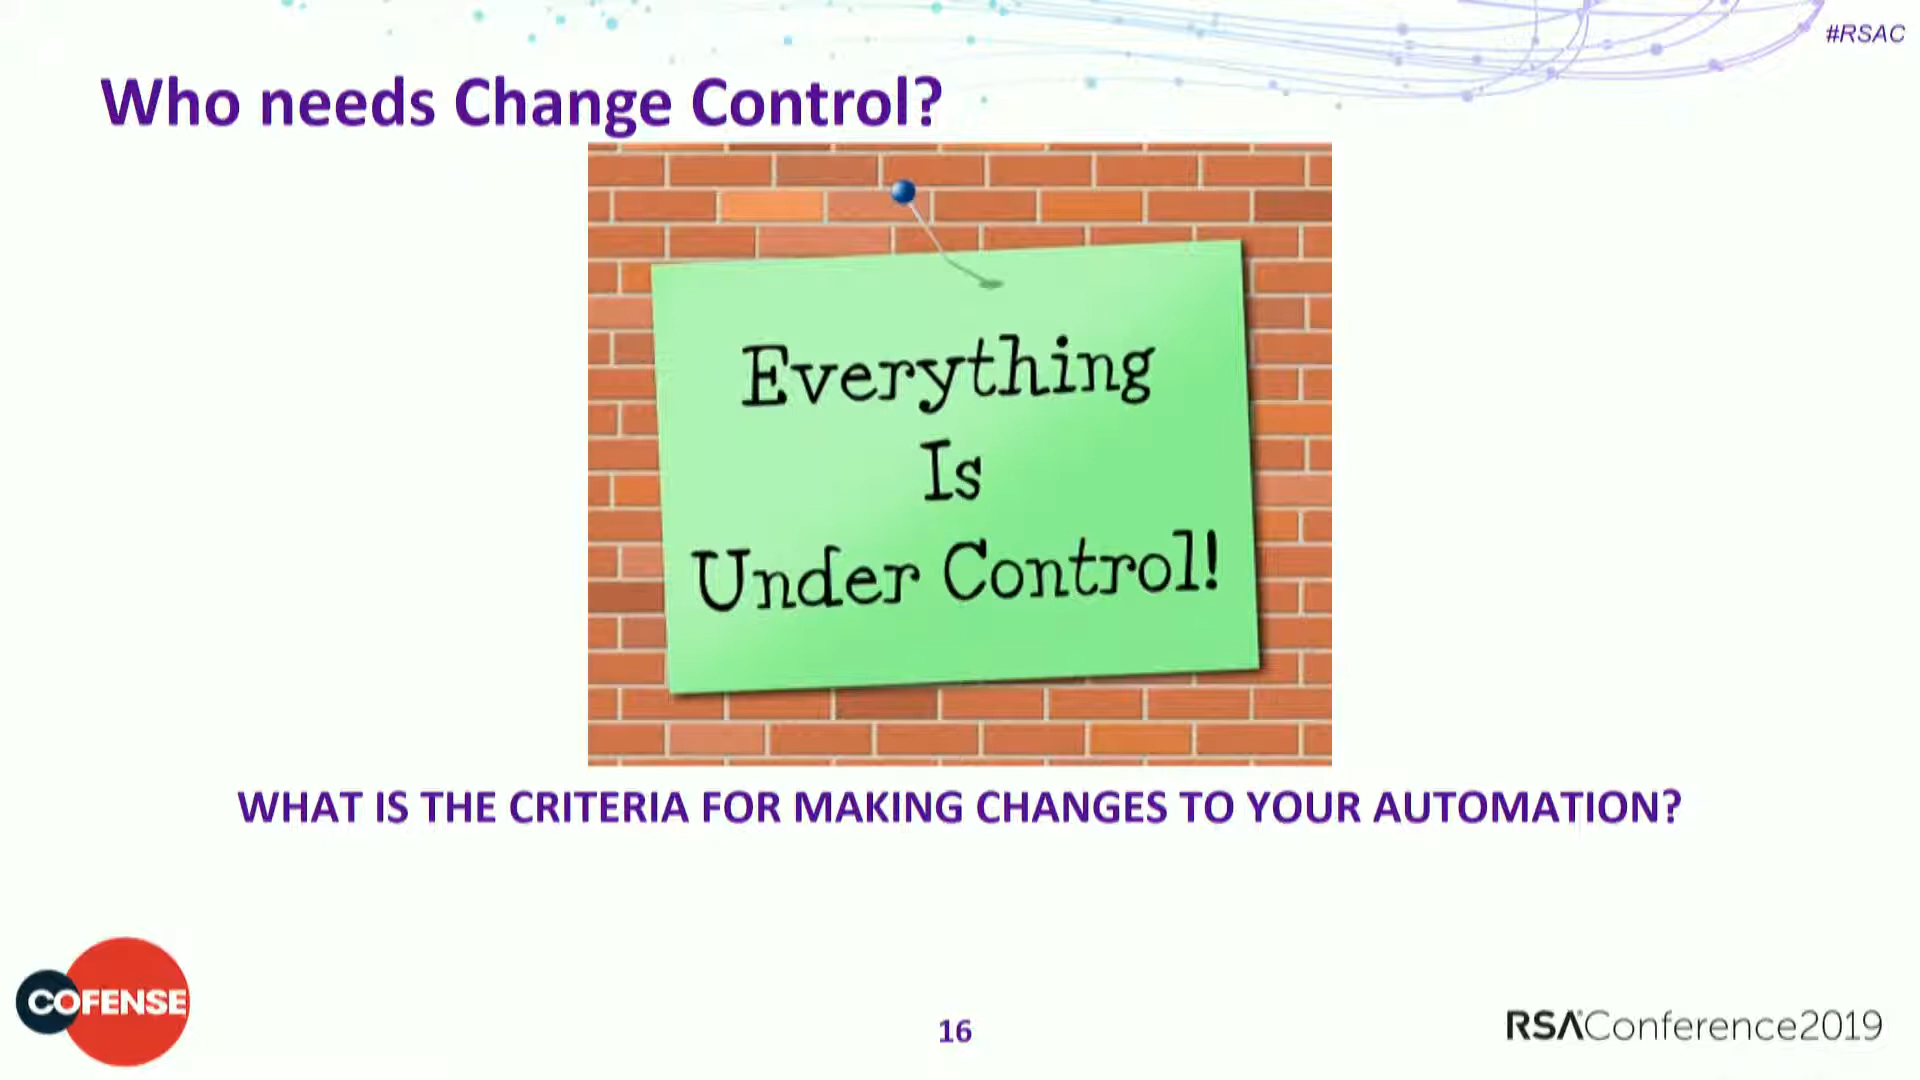 #RSAC
Who needs Change Control?
Everything
Is
Under Control!
WHAT IS THE CRITERIA FOR MAKING CHANGES TO YOUR AUTOMATION?
COFENSE
16
RSAConference2019